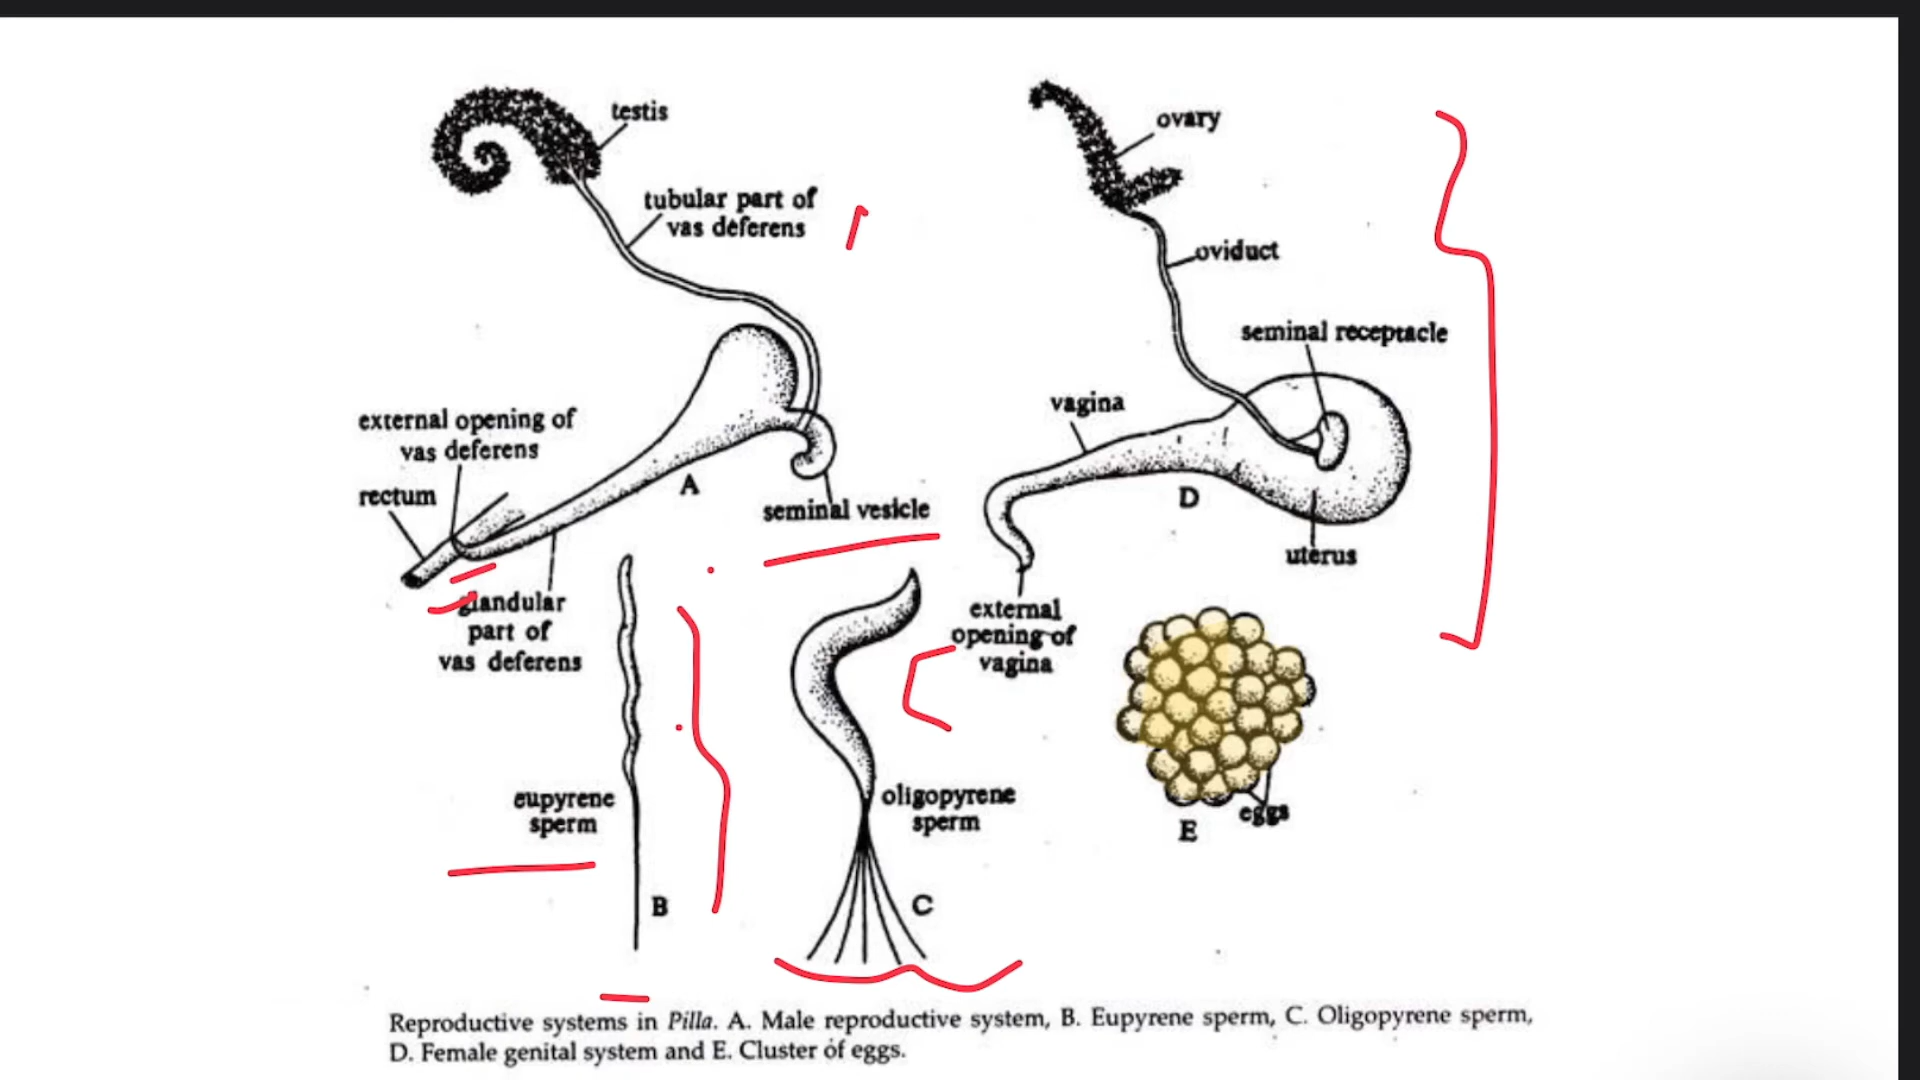 testis
tubular part of
vas deferens
external opening of
vas deferens
rectum
A
seminal vesicle
glandular
part of
vas deferens
ovary
oviduct
seminal receptacle
vagina
D
uterus
external
opening of
vagina
eupyrene
sperm
B
oligopyrene
sperm
C
eggs
E
Reproductive systems in Pilla. A. Male reproductive system, B. Eupyrene sperm, C. Oligopyrene sperm,
D. Female genital system and E. Cluster of eggs.